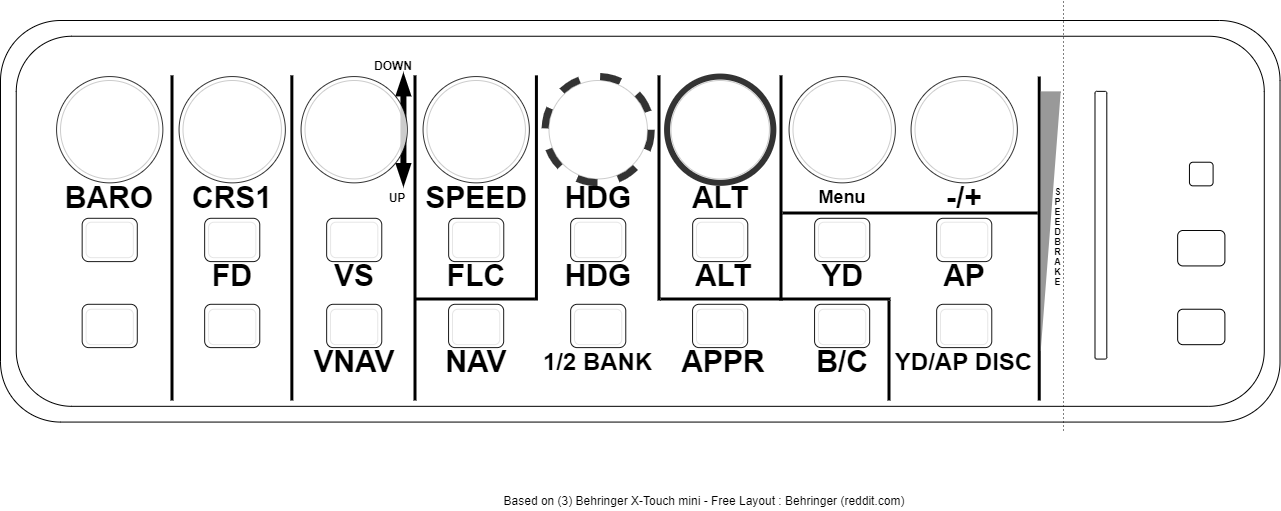 DOWN
UP
BARO
CRS1
SPEED
HDG
ALT
Menu
-/+
FD
VS
FLC
HDG
ALT
YD
AP
VNAV
NAV
1/2 BANK
APPR
B/C
YD/AP DISC
SPEEDBRAKE
Based on (3) Behringer X-Touch mini - Free Layout : Behringer (reddit.com)